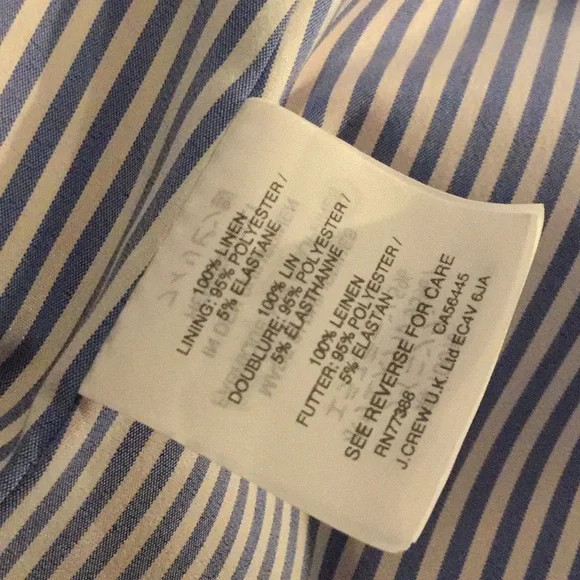 100% LINEN
LINING: 95% POLYESTER /
5% ELASTANE
100% LIN
DOUBLURE: 95% POLYESTER /
5% ELASTHANNE
100% LEINEN
FUTTER: 95% POLYESTER /
5% ELASTAN
SEE REVERSE FOR CARE
RN77388 CA56445
J.CREW U.K. Ltd EC4V 6JA